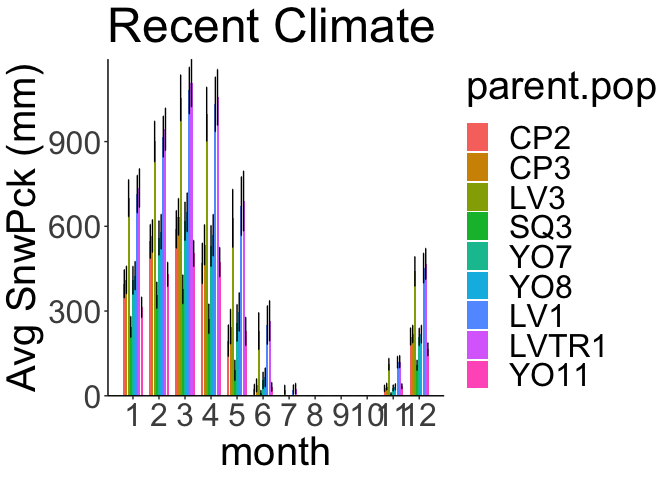 Recent Climate
Avg SnwPck (mm)
900
600
300
0
1 2 3 4 5 6 7 8 9 10 11 12
month
parent.pop
CP2
CP3
LV3
SQ3
YO7
YO8
LV1
LVTR1
YO11